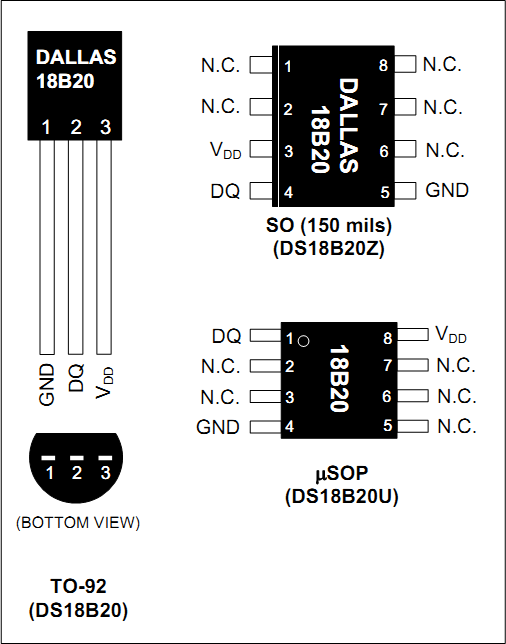 DALLAS
18B20
1 2 3
GND DQ VDD
1 2 3
(BOTTOM VIEW)
TO-92
(DS18B20)
N.C. 1 8 N.C.
N.C. 2 7 N.C.
VDD 3 6 N.C.
DQ 4 5 GND
DALLAS
18B20
SO (150 mils)
(DS18B20Z)
DQ 1 8 VDD
N.C. 2 7 N.C.
N.C. 3 6 N.C.
GND 4 5 N.C.
18B20
µSOP
(DS18B20U)